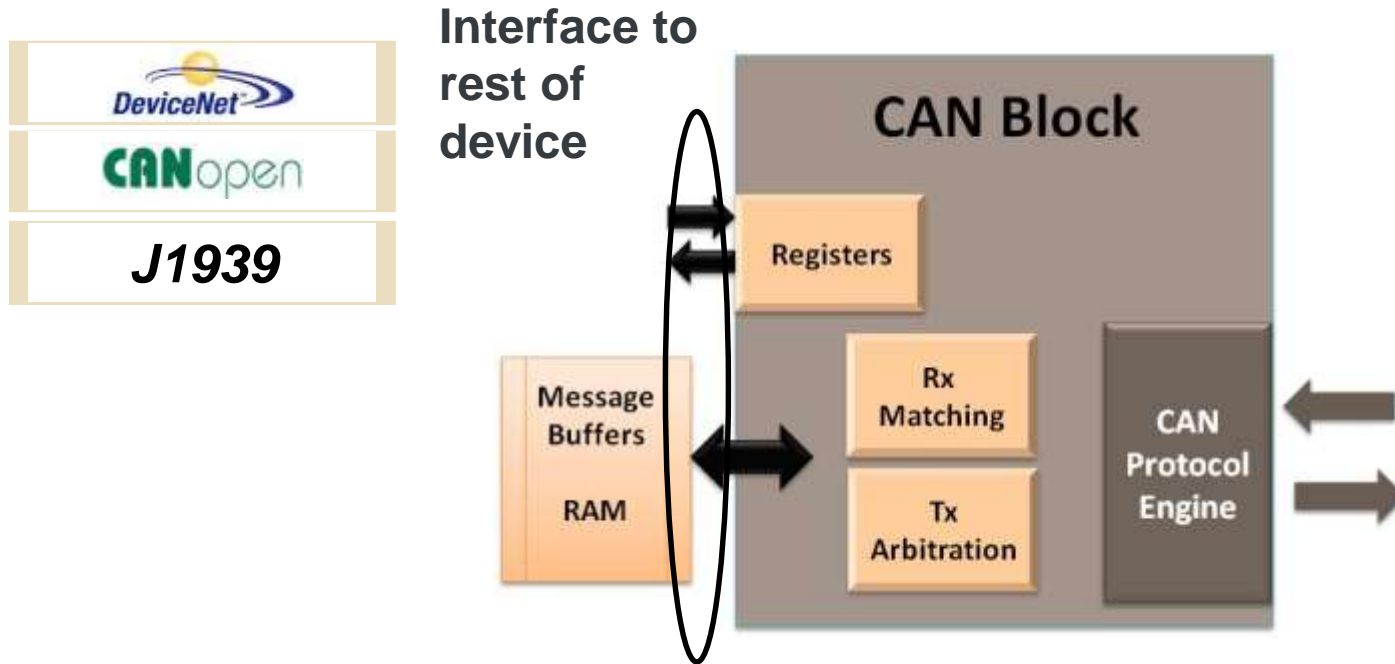 DeviceNet
CANopen
J1939
Interface to
rest of
device
CAN Block
Registers
Message
Buffers
RAM
Rx
Matching
Tx
Arbitration
CAN
Protocol
Engine